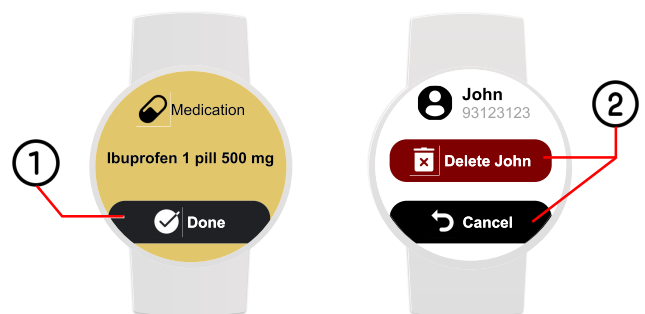 Medication
Ibuprofen 1 pill 500 mg
Done
1
John
93123123
Delete John
Cancel
2